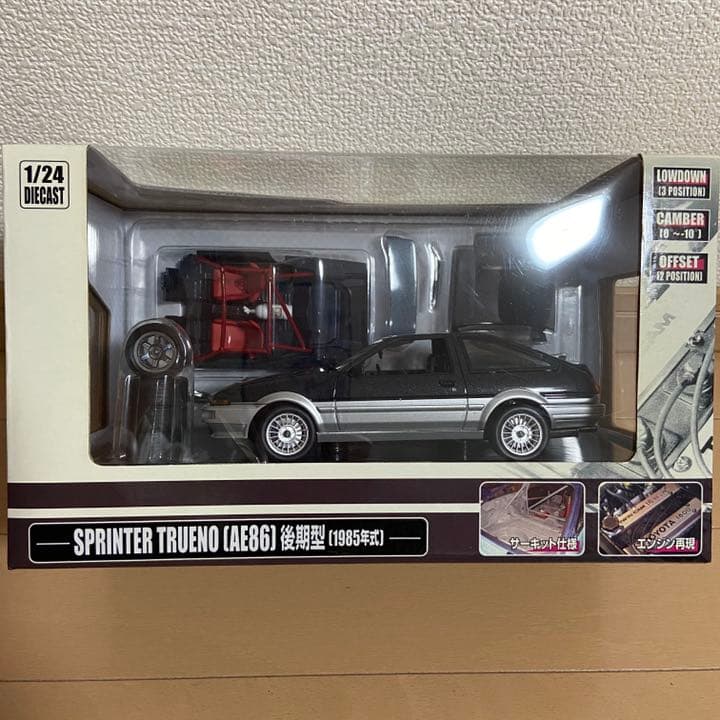 1/24
DIECAST
LOWDOWN
(3 POSITION)
CAMBER
(0°~-10°)
OFFSET
(2 POSITION)
SPRINTER TRUENO (AE86) 後期型 (1985年式)
サーキット仕様
TOYOTA
エンジン再現